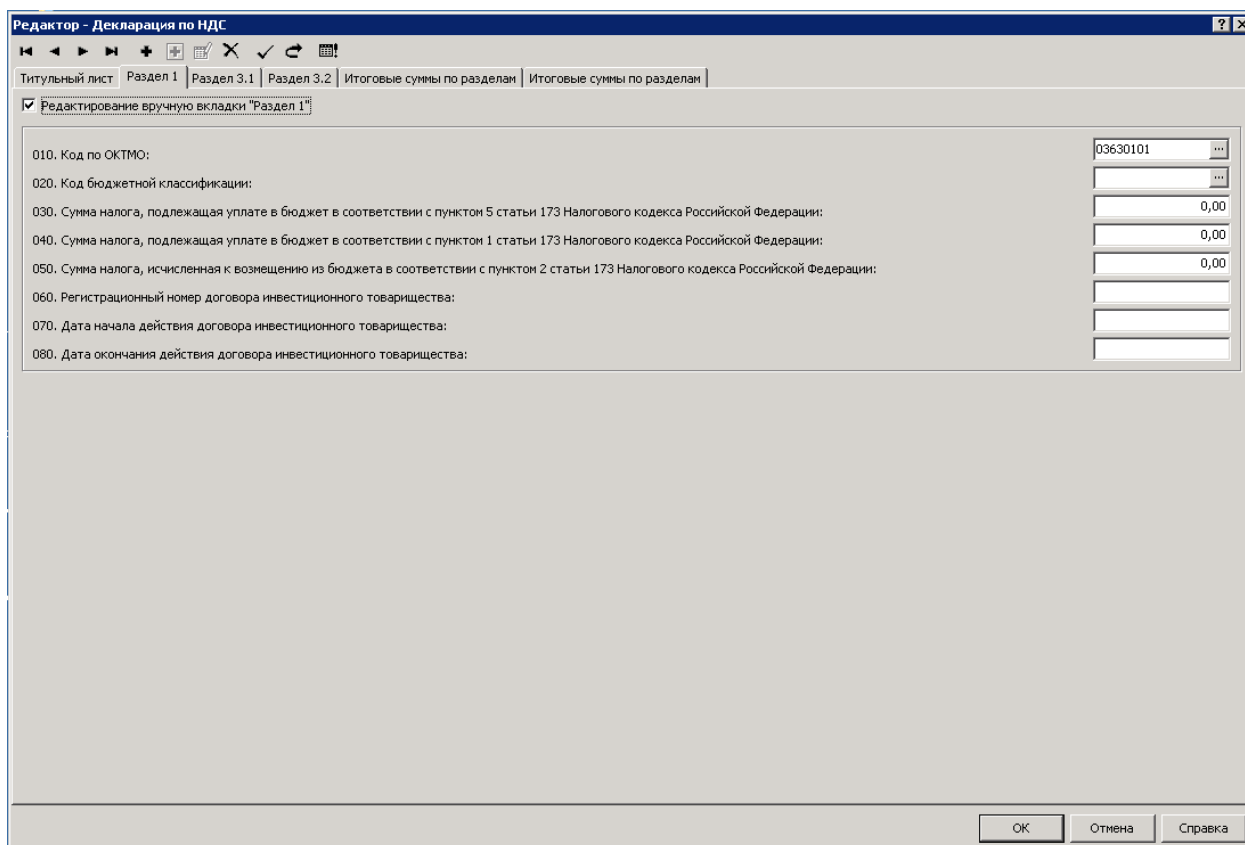 Редактор - Декларация по НДС
Титульный лист Раздел 1 Раздел 3.1 Раздел 3.2 Итоговые суммы по разделам Итоговые суммы по разделам
Редактирование вручную вкладки "Раздел 1"
010. Код по ОКТМО: 03630101 ...
020. Код бюджетной классификации: ...
030. Сумма налога, подлежащая уплате в бюджет в соответствии с пунктом 5 статьи 173 Налогового кодекса Российской Федерации: 0,00
040. Сумма налога, подлежащая уплате в бюджет в соответствии с пунктом 1 статьи 173 Налогового кодекса Российской Федерации: 0,00
050. Сумма налога, исчисленная к возмещению из бюджета в соответствии с пунктом 2 статьи 173 Налогового кодекса Российской Федерации: 0,00
060. Регистрационный номер договора инвестиционного товарищества:
070. Дата начала действия договора инвестиционного товарищества:
080. Дата окончания действия договора инвестиционного товарищества:
OK Отмена Справка